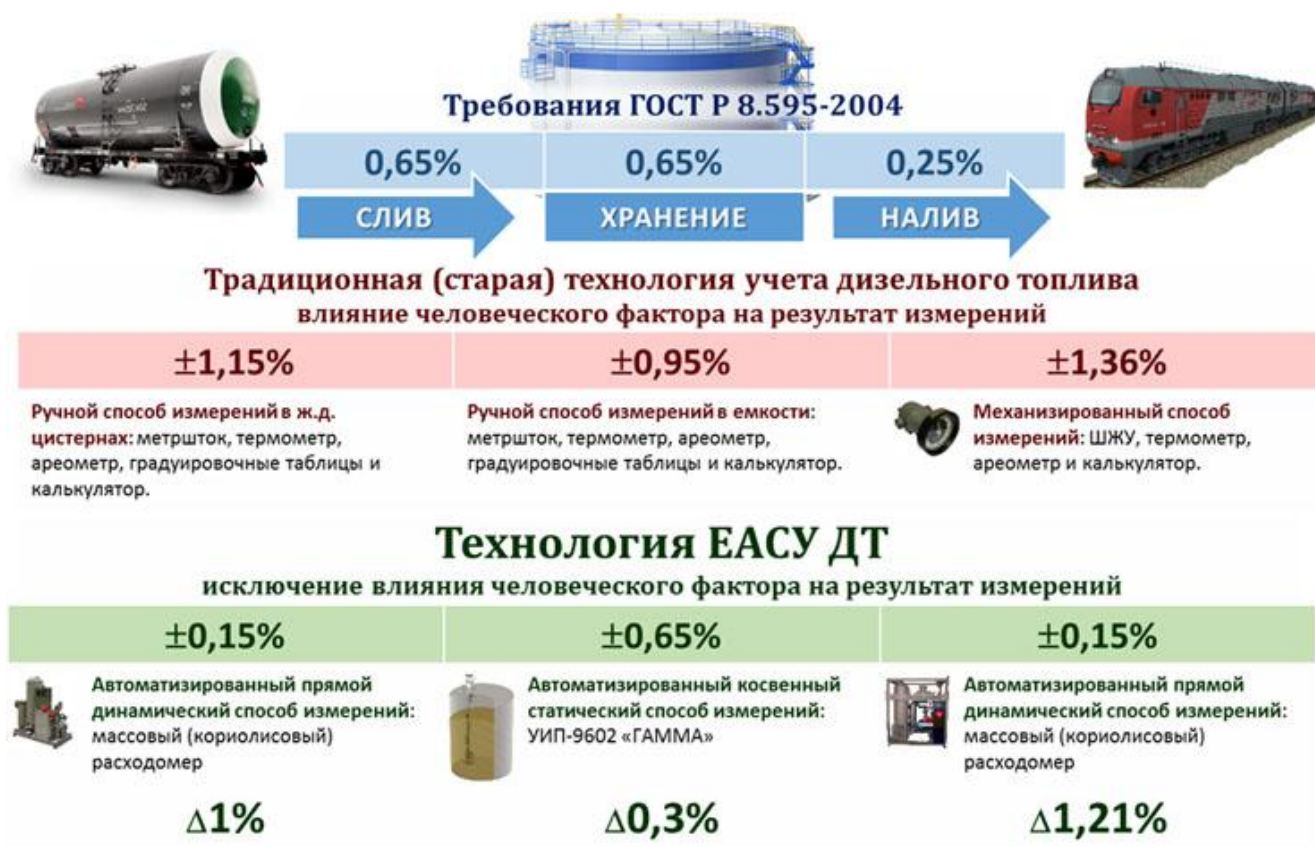 Требования ГОСТ Р 8.595-2004
0,65% 0,65% 0,25%
СЛИВ ХРАНЕНИЕ НАЛИВ
Традиционная (старая) технология учета дизельного топлива
влияние человеческого фактора на результат измерений
±1,15% ±0,95% ±1,36%
Ручной способ измерений в ж.д.
цистернах: метршток, термометр,
ареометр, градуировочные таблицы и
калькулятор.
Ручной способ измерений в емкости:
метршток, термометр, ареометр,
градуировочные таблицы и калькулятор.
Механизированный способ
измерений: ШЖУ, термометр,
ареометр и калькулятор.
Технология ЕАСУ ДТ
исключение влияния человеческого фактора на результат измерений
±0,15% ±0,65% ±0,15%
Автоматизированный прямой
динамический способ измерений:
массовый (кориолисовый)
расходомер
Автоматизированный косвенный
статический способ измерений:
УИП-9602 «ГАММА»
Автоматизированный прямой
динамический способ измерений:
массовый (кориолисовый)
расходомер
Δ1% Δ0,3% Δ1,21%